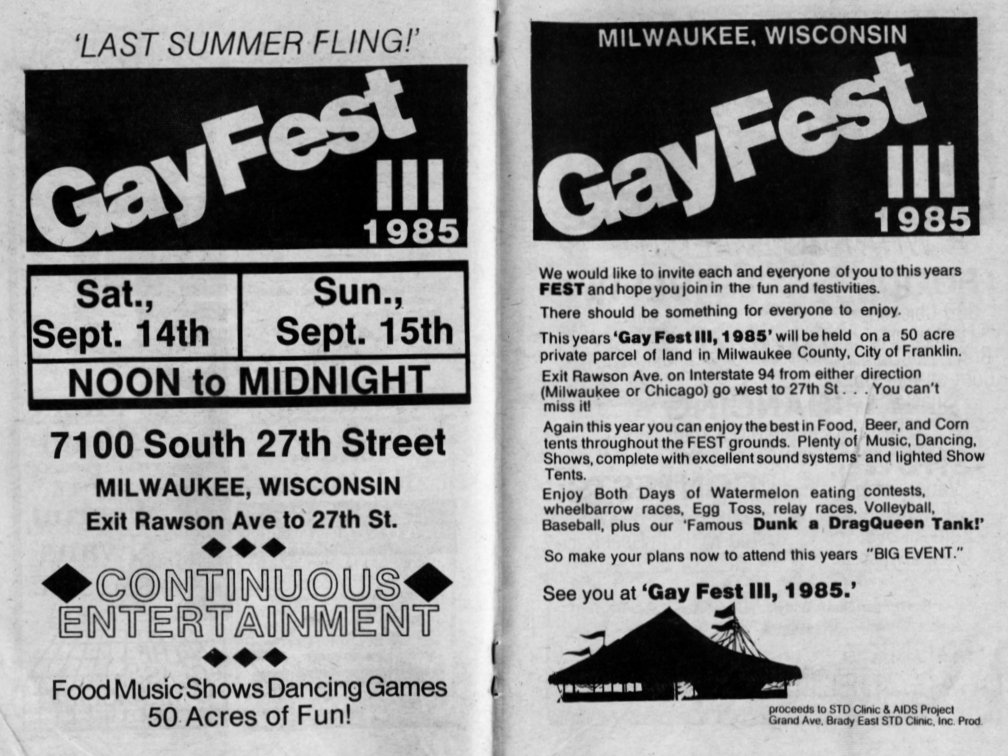 'LAST SUMMER FLING!'
GayFest
III
1985
Sat.,
Sept. 14th
Sun.,
Sept. 15th
NOON to MIDNIGHT
7100 South 27th Street
MILWAUKEE, WISCONSIN
Exit Rawson Ave to 27th St.
CONTINUOUS
ENTERTAINMENT
Food Music Shows Dancing Games
50 Acres of Fun!
MILWAUKEE, WISCONSIN
GayFest
III
1985
We would like to invite each and everyone of you to this years
FEST and hope you join in the fun and festivities.
There should be something for everyone to enjoy.
This years 'Gay Fest III, 1985' will be held on a 50 acre
private parcel of land in Milwaukee County, City of Franklin.
Exit Rawson Ave. on Interstate 94 from either direction
(Milwaukee or Chicago) go west to 27th St . . . You can't
miss it!
Again this year you can enjoy the best in Food, Beer, and Corn
tents throughout the FEST grounds. Plenty of Music, Dancing,
Shows, complete with excellent sound systems and lighted Show
Tents.
Enjoy Both Days of Watermelon eating contests,
wheelbarrow races, Egg Toss, relay races, Volleyball,
Baseball, plus our 'Famous Dunk a DragQueen Tank!'
So make your plans now to attend this years "BIG EVENT."
See you at 'Gay Fest III, 1985.'
proceeds to STD Clinic & AIDS Project
Grand Ave, Brady East STD Clinic, Inc. Prod.